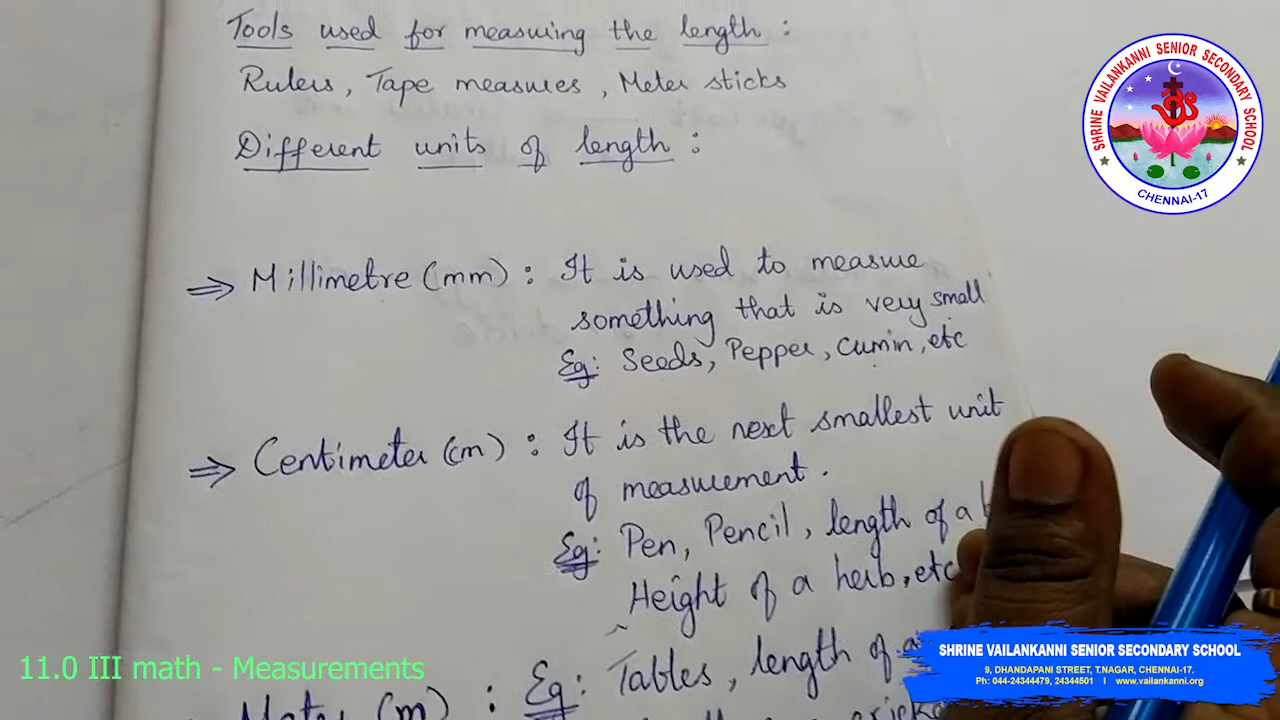 Tools used for measuring the length :
Rulers, Tape measures, Meter sticks
Different units of length :
⇒ Millimetre (mm) : It is used to measure
something that is very small
Eg: Seeds, Pepper, Cumin, etc
⇒ Centimeter (cm) : It is the next smallest unit
of measurement.
Eg: Pen, Pencil, length of a
Height of a herb, etc
Meter (m) : Eg: Tables, length of a
SHRINE VAILANKANNI SENIOR SECONDARY SCHOOL
CHENNAI-17
11.0 III math - Measurements
SHRINE VAILANKANNI SENIOR SECONDARY SCHOOL
9, DHANDAPANI STREET, T.NAGAR, CHENNAI-17.
Ph: 044-24344479, 24344501 I www.vailankanni.org